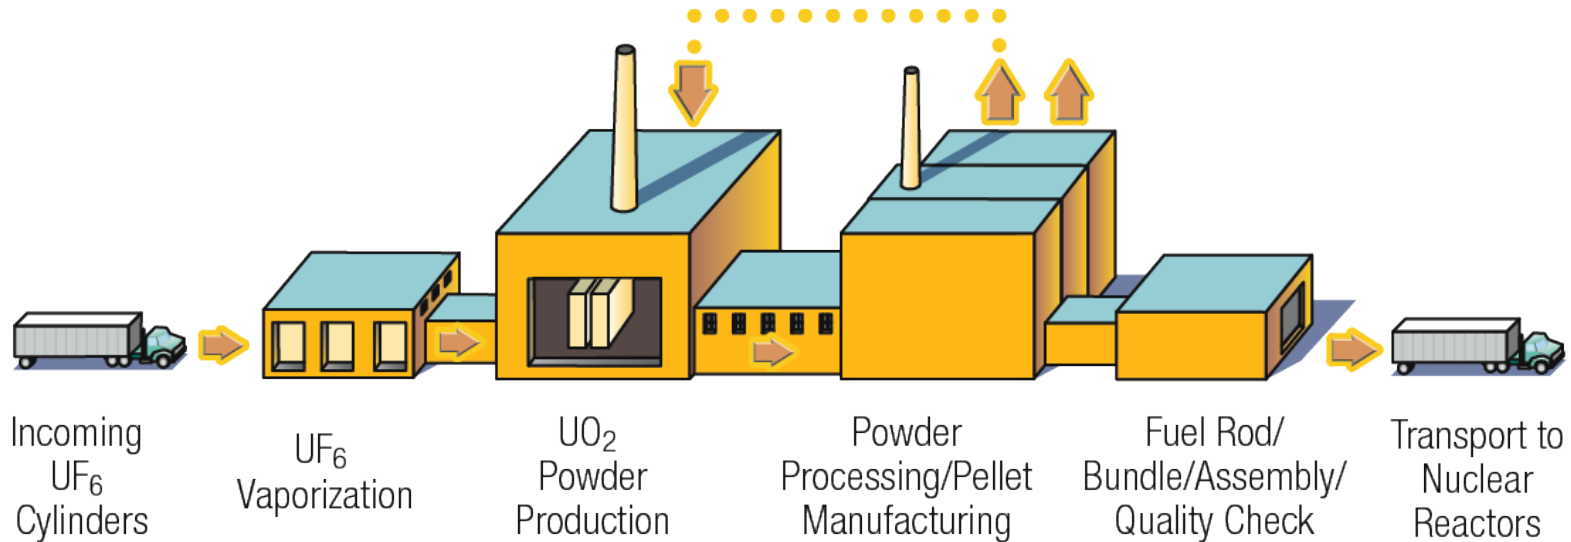 Incoming
UF₆
Cylinders
UF₆
Vaporization
UO₂
Powder
Production
Powder
Processing/Pellet
Manufacturing
Fuel Rod/
Bundle/Assembly/
Quality Check
Transport to
Nuclear
Reactors